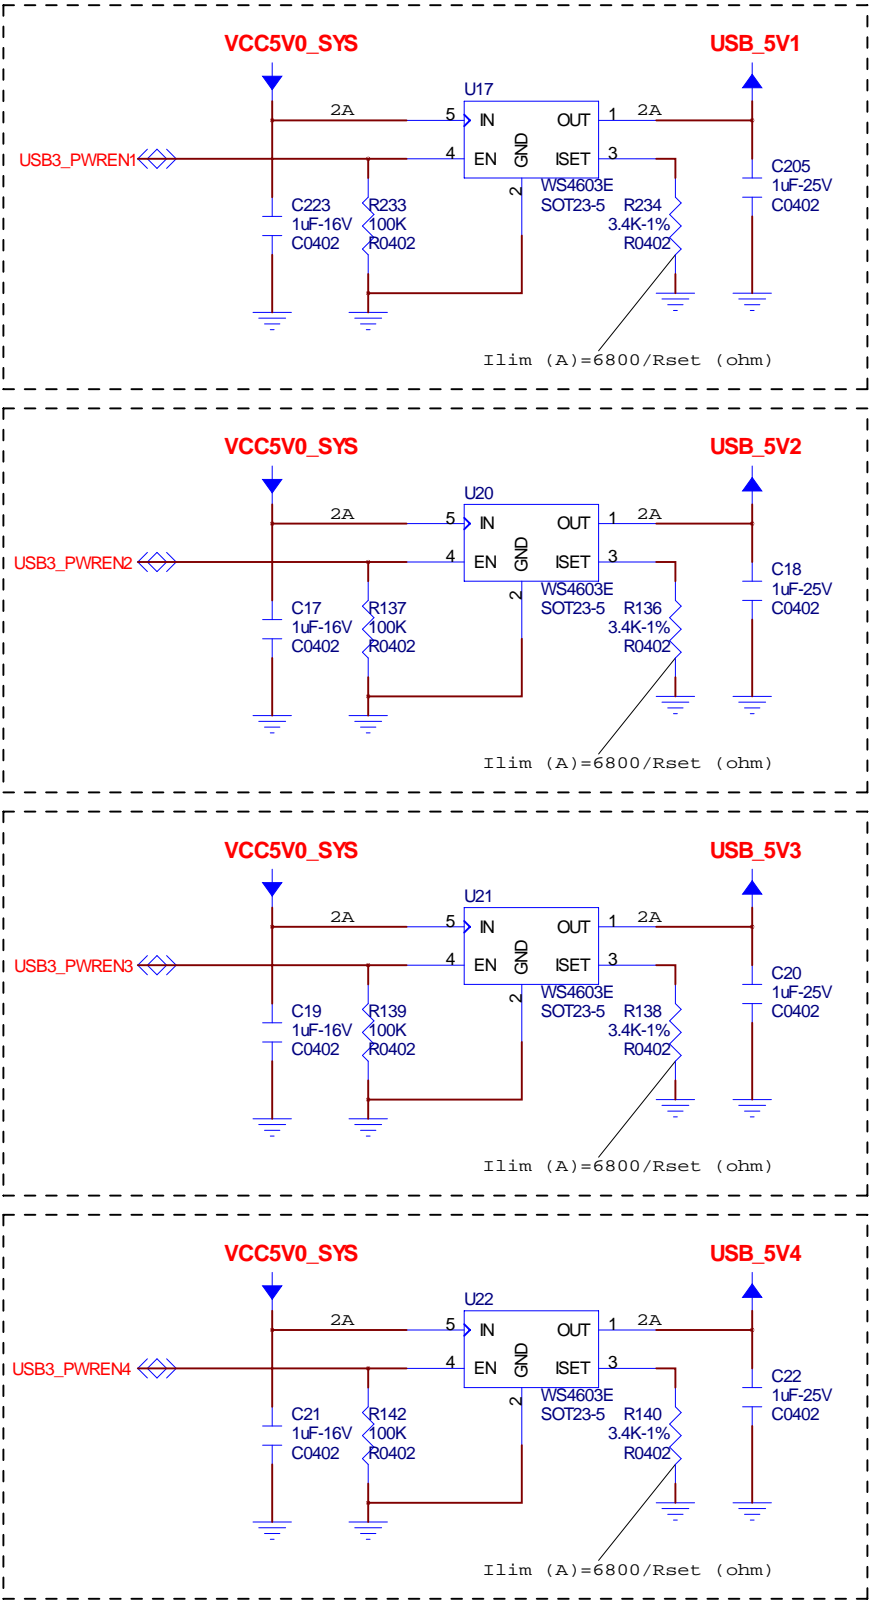 VCC5V0_SYS
USB_5V1
U17
2A
5
IN
OUT
1
2A
USB3_PWREN1
4
EN
GND
ISET
3
2
WS4603E
SOT23-5
C223
1uF-16V
C0402
R233
100K
R0402
R234
3.4K-1%
R0402
C205
1uF-25V
C0402
Ilim (A)=6800/Rset (ohm)
VCC5V0_SYS
USB_5V2
U20
2A
5
IN
OUT
1
2A
USB3_PWREN2
4
EN
GND
ISET
3
2
WS4603E
SOT23-5
C17
1uF-16V
C0402
R137
100K
R0402
R136
3.4K-1%
R0402
C18
1uF-25V
C0402
Ilim (A)=6800/Rset (ohm)
VCC5V0_SYS
USB_5V3
U21
2A
5
IN
OUT
1
2A
USB3_PWREN3
4
EN
GND
ISET
3
2
WS4603E
SOT23-5
C19
1uF-16V
C0402
R139
100K
R0402
R138
3.4K-1%
R0402
C20
1uF-25V
C0402
Ilim (A)=6800/Rset (ohm)
VCC5V0_SYS
USB_5V4
U22
2A
5
IN
OUT
1
2A
USB3_PWREN4
4
EN
GND
ISET
3
2
WS4603E
SOT23-5
C21
1uF-16V
C0402
R142
100K
R0402
R140
3.4K-1%
R0402
C22
1uF-25V
C0402
Ilim (A)=6800/Rset (ohm)